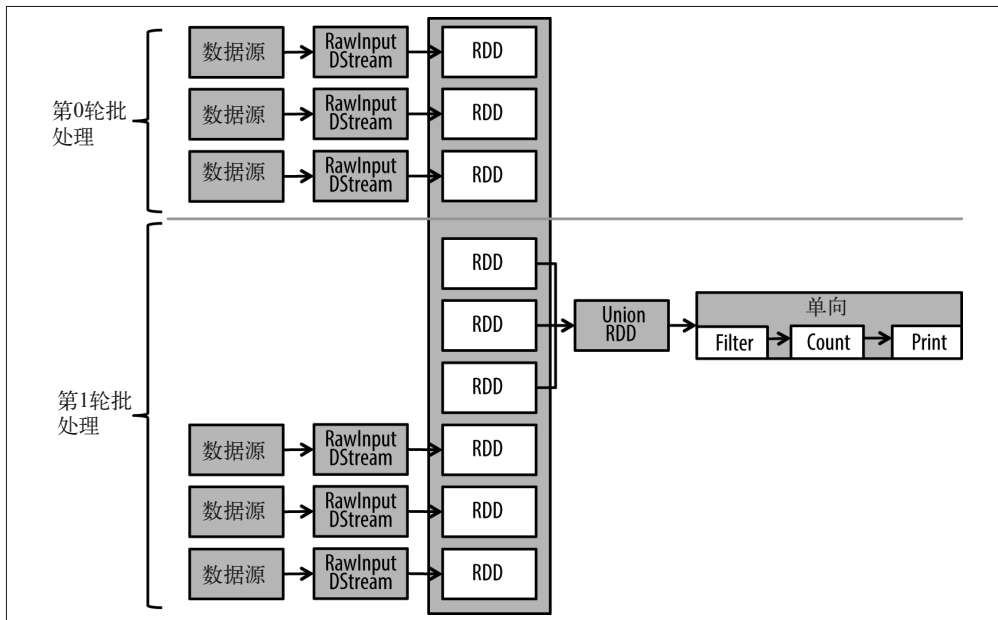 数据源
RawInput
DStream
RDD
第0轮批
处理
数据源
RawInput
DStream
RDD
数据源
RawInput
DStream
RDD
RDD
第1轮批
处理
RDD
Union
RDD
单向
Filter
Count
Print
RDD
数据源
RawInput
DStream
RDD
数据源
RawInput
DStream
RDD
数据源
RawInput
DStream
RDD